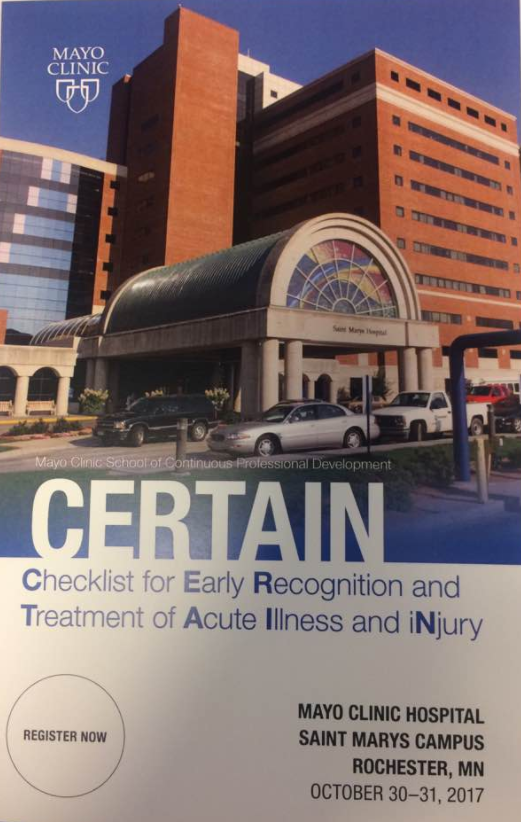 MAYO
CLINIC
Saint Marys Hospital
Mayo Clinic School of Continuous Professional Development
CERTAIN
Checklist for Early Recognition and
Treatment of Acute Illness and iNjury
REGISTER NOW
MAYO CLINIC HOSPITAL
SAINT MARYS CAMPUS
ROCHESTER, MN
OCTOBER 30–31, 2017